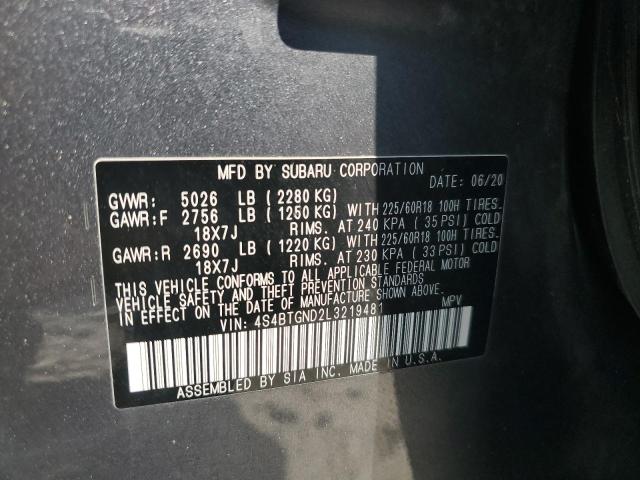 MFD BY SUBARU CORPORATION
DATE: 06/20
GVWR: 5026 LB ( 2280 KG)
GAWR:F 2756 LB ( 1250 KG) WITH 225/60R18 100H TIRES.
18X7J RIMS. AT 240 KPA ( 35 PSI) COLD
GAWR:R 2690 LB ( 1220 KG) WITH 225/60R18 100H TIRES.
18X7J RIMS. AT 230 KPA ( 33 PSI) COLD
THIS VEHICLE CONFORMS TO ALL APPLICABLE FEDERAL MOTOR
VEHICLE SAFETY AND THEFT PREVENTION STANDARDS
IN EFFECT ON THE DATE OF MANUFACTURE SHOWN ABOVE.
VIN: 4S4BTGND2L3219481 MPV
ASSEMBLED BY SIA INC. MADE IN U.S.A.